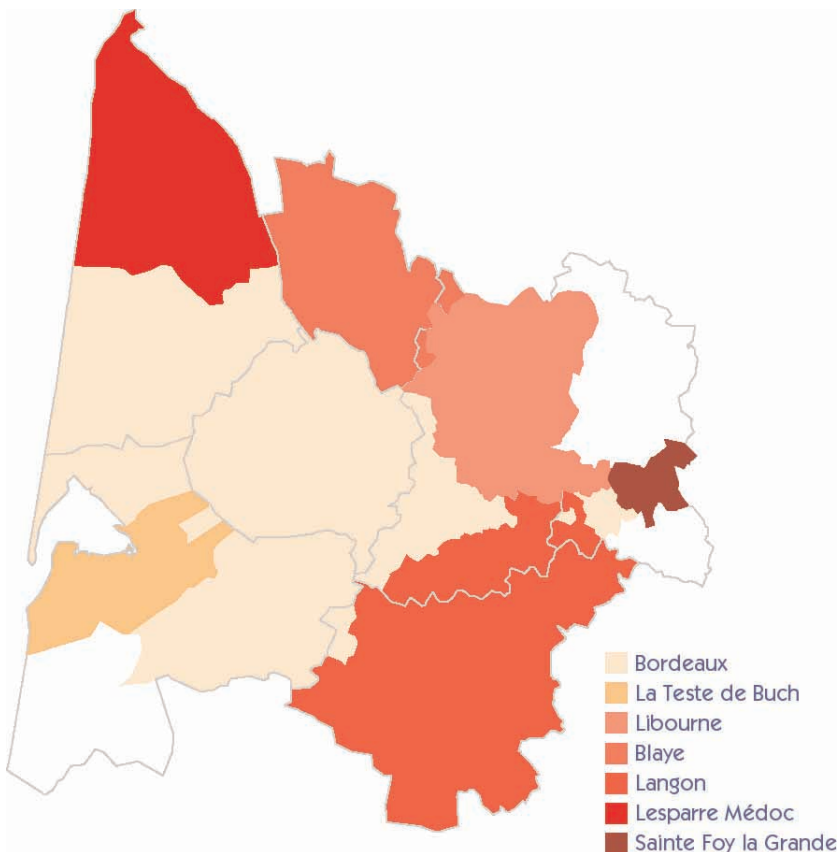 Bordeaux
La Teste de Buch
Libourne
Blaye
Langon
Lesparre Médoc
Sainte Foy la Grande